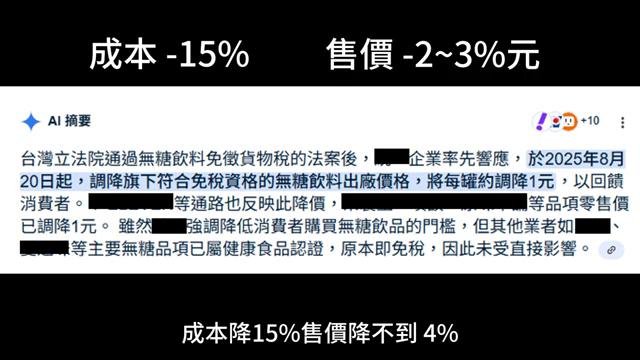 成本 -15% 售價 -2~3%元
AI 摘要
+10
台灣立法院通過無糖飲料免徵貨物稅的法案後，企業率先響應，於2025年8月
20日起，調降旗下符合免稅資格的無糖飲料出廠價格，將每罐約調降1元，以回饋
消費者。等通路也反映此降價，等品項零售價
已調降1元。 雖然強調降低消費者購買無糖飲品的門檻，但其他業者如、
等主要無糖品項已屬健康食品認證，原本即免稅，因此未受直接影響。
成本降15%售價降不到 4%